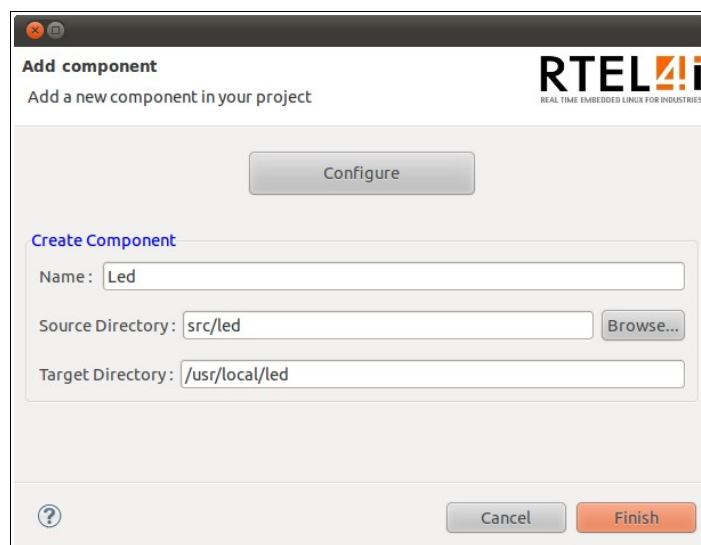 Add component
Add a new component in your project
RTEL4i
REAL TIME EMBEDDED LINUX FOR INDUSTRIES
Configure
Create Component
Name : Led
Source Directory : src/led Browse...
Target Directory : /usr/local/led
? Cancel Finish